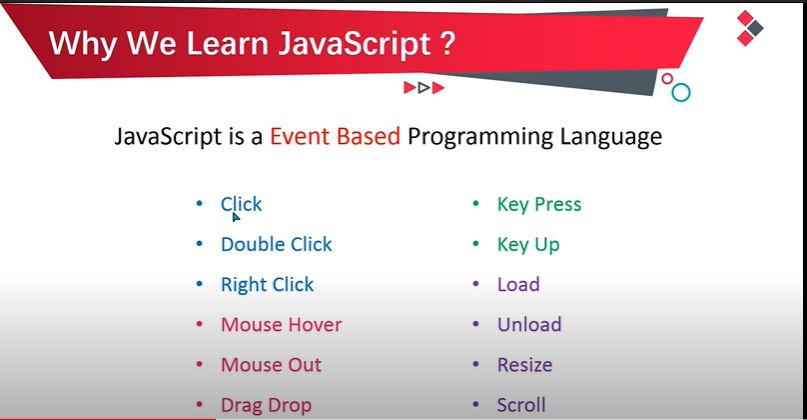 Why We Learn JavaScript ?
JavaScript is a Event Based Programming Language
• Click
• Double Click
• Right Click
• Mouse Hover
• Mouse Out
• Drag Drop
• Key Press
• Key Up
• Load
• Unload
• Resize
• Scroll